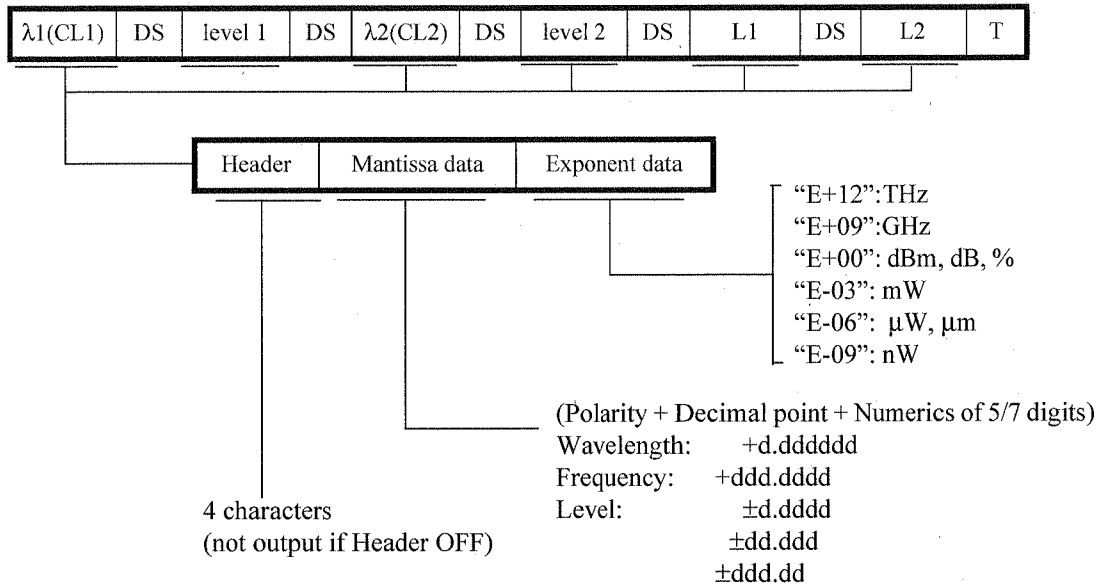 λ1(CL1) DS level 1 DS λ2(CL2) DS level 2 DS L1 DS L2 T
Header Mantissa data Exponent data
“E+12”:THz
“E+09”:GHz
“E+00”: dBm, dB, %
“E-03”: mW
“E-06”: μW, μm
“E-09”: nW
(Polarity + Decimal point + Numerics of 5/7 digits)
Wavelength: +d.dddddd
Frequency: +ddd.dddd
Level: ±d.dddd
±dd.ddd
±ddd.dd
4 characters
(not output if Header OFF)